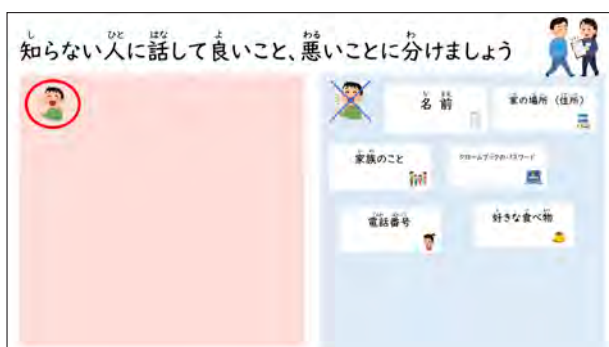 知らない人に話して良いこと、悪いことに分けましょう
名前
家の場所（住所）
家族のこと
クロームブックのパスワード
電話番号
好きな食べ物